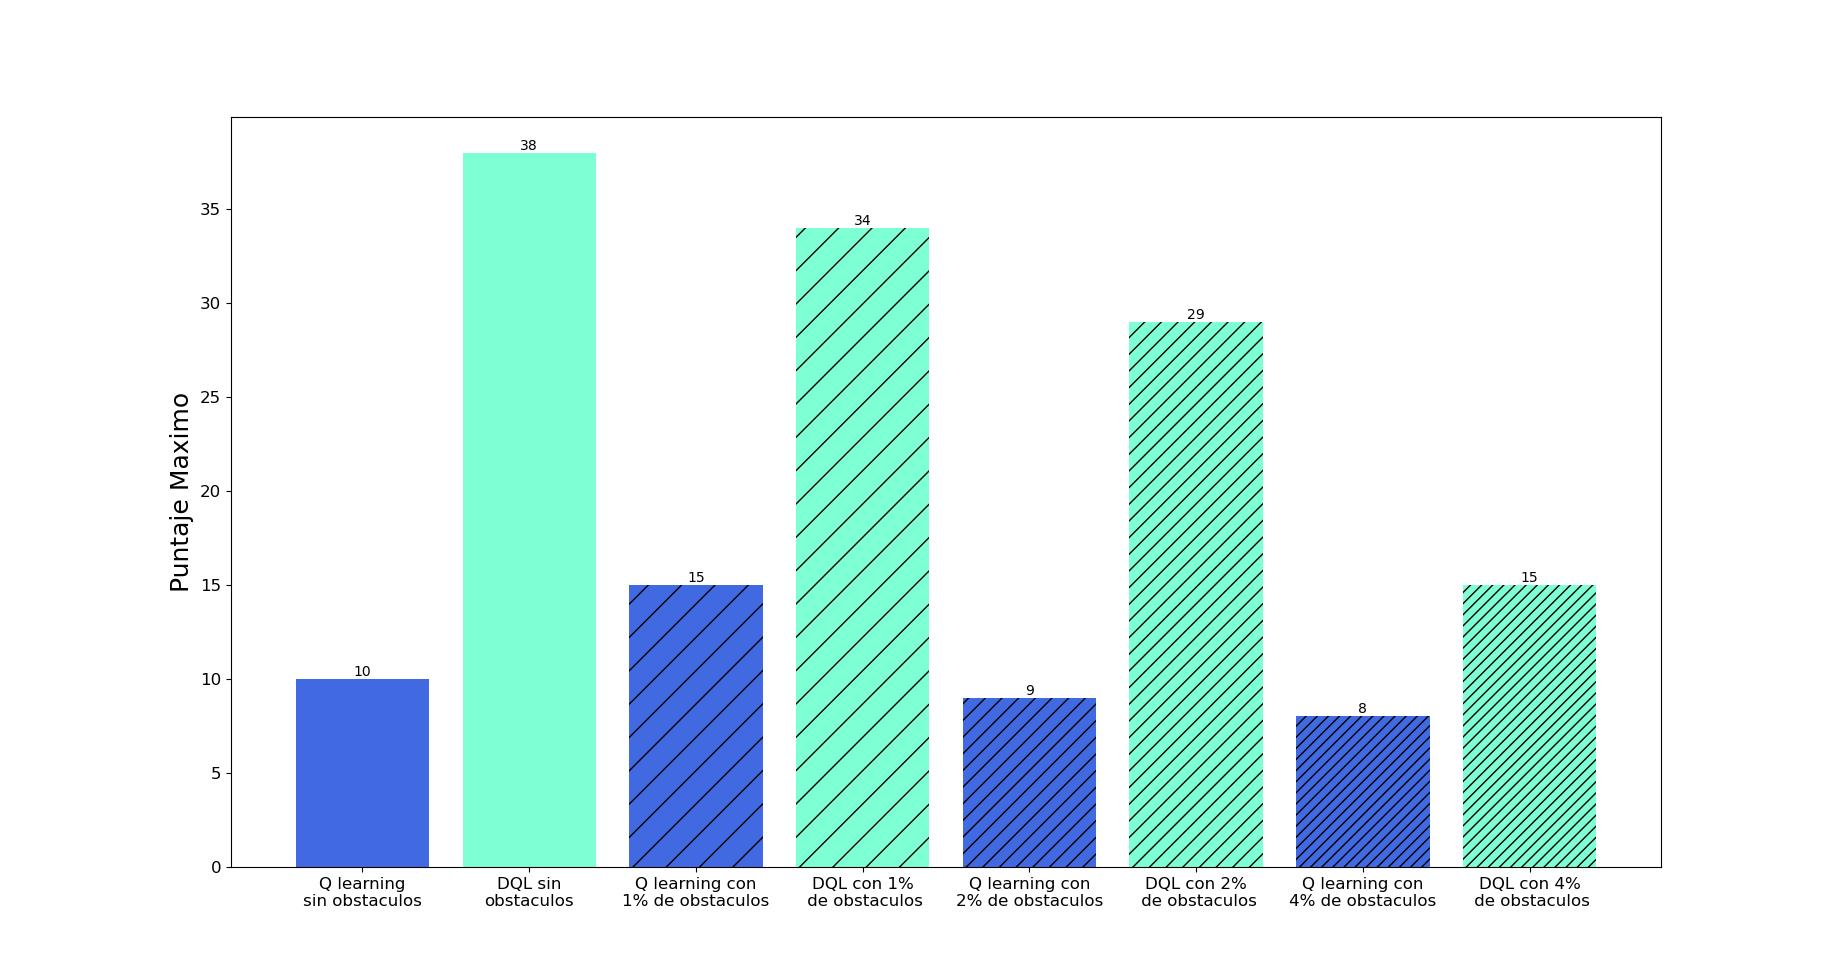 38
35
34
30
29
25
20
15
15
15
10
10
9
8
5
0
Puntaje Maximo
Q learning
sin obstaculos
DQL sin
obstaculos
Q learning con
1% de obstaculos
DQL con 1%
de obstaculos
Q learning con
2% de obstaculos
DQL con 2%
de obstaculos
Q learning con
4% de obstaculos
DQL con 4%
de obstaculos